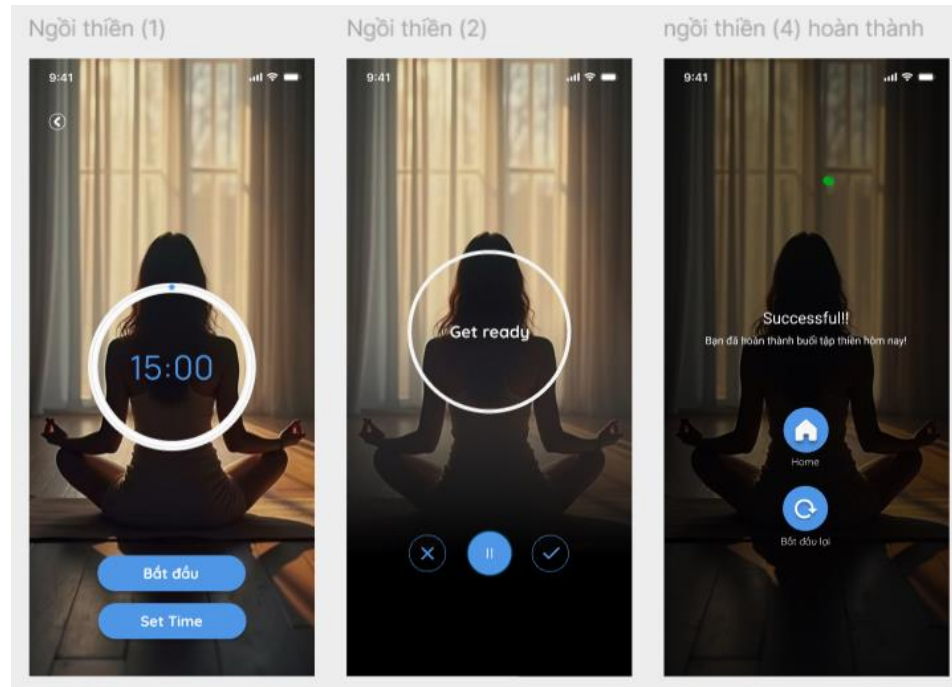 Ngồi thiền (1)
Ngồi thiền (2)
ngồi thiền (4) hoàn thành
9:41
15:00
Bắt đầu
Set Time
9:41
Get ready
9:41
Successful!!
Bạn đã hoàn thành buổi tập thiền hôm nay!
Home
Bắt đầu lại